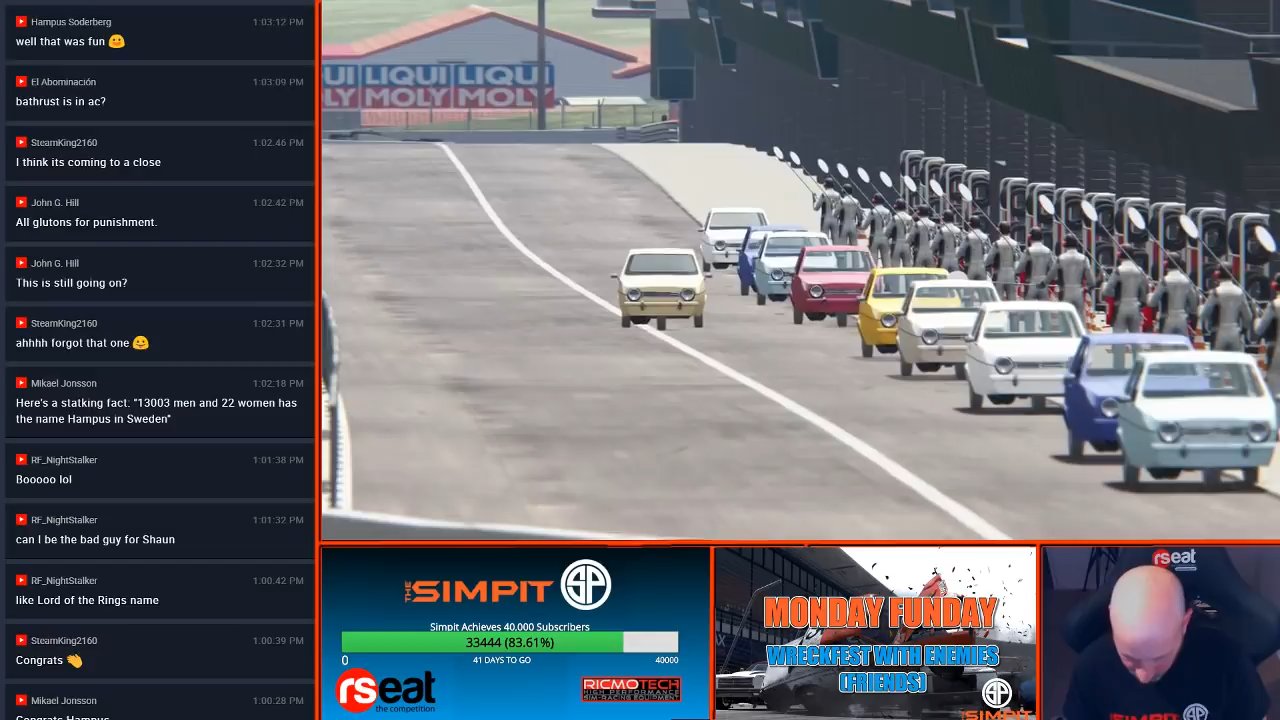 Hampus Soderberg 1:03:12 PM
well that was fun
El Abominación 1:03:09 PM
bathrust is in ac?
SteamKing2160 1:02:46 PM
I think its coming to a close
John G. Hill 1:02:42 PM
All glutons for punishment.
John G. Hill 1:02:32 PM
This is still going on?
SteamKing2160 1:02:31 PM
ahhhh forgot that one
Mikael Jonsson 1:02:18 PM
Here's a statking fact: "13003 men and 22 women has
the name Hampus in Sweden"
RF_NightStalker 1:01:38 PM
Booooo lol
RF_NightStalker 1:01:32 PM
can I be the bad guy for Shaun
RF_NightStalker 1:00:42 PM
like Lord of the Rings name
SteamKing2160 1:00:39 PM
Congrats
Mikael Jonsson 1:00:28 PM
Congrats Hampus
QUI LIQUI LIQUI
LY MOLY MOLY
THE SIMPIT SP
Simpit Achieves 40,000 Subscribers
33444 (83.61%)
0 41 DAYS TO GO 40000
rseat
the competition
RICMOTECH
HIGH PERFORMANCE
SIM-RACING EQUIPMENT
MONDAY FUNDAY
WRECKFEST WITH ENEMIES
(FRIENDS)
SP
SIMPIT
rseat
SIMPIT